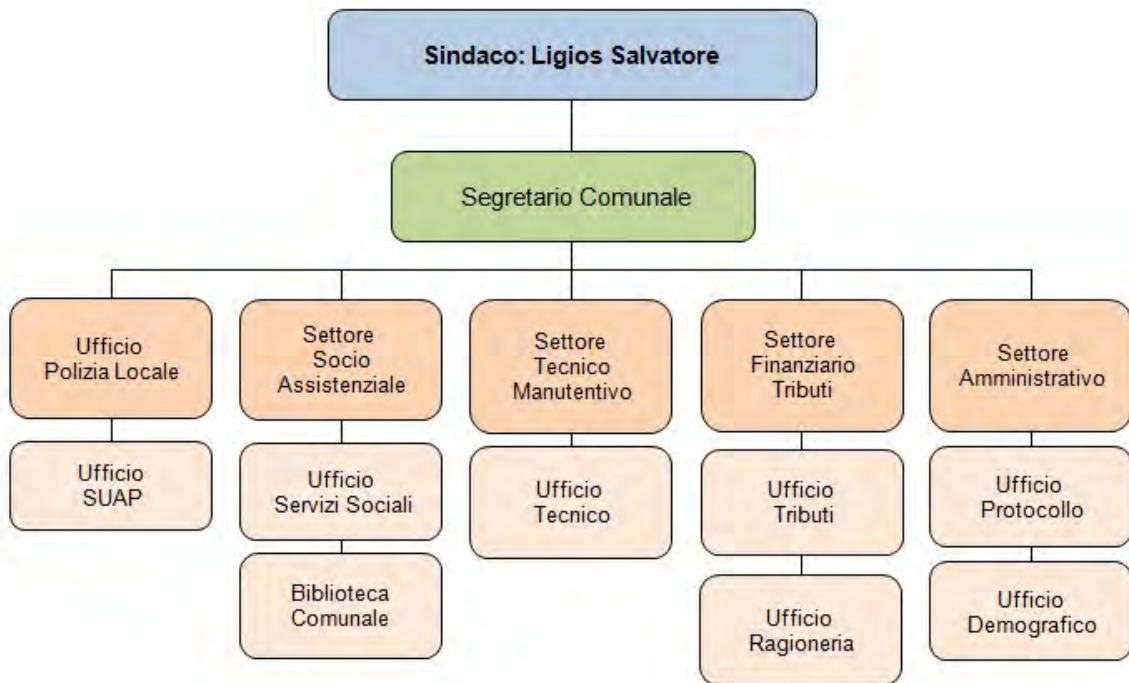 Sindaco: Ligios Salvatore
Segretario Comunale
Ufficio
Polizia Locale
Settore
Socio
Assistenziale
Settore
Tecnico
Manutentivo
Settore
Finanziario
Tributi
Settore
Amministrativo
Ufficio
SUAP
Ufficio
Servizi Sociali
Ufficio
Tecnico
Ufficio
Tributi
Ufficio
Protocollo
Biblioteca
Comunale
Ufficio
Ragioneria
Ufficio
Demografico